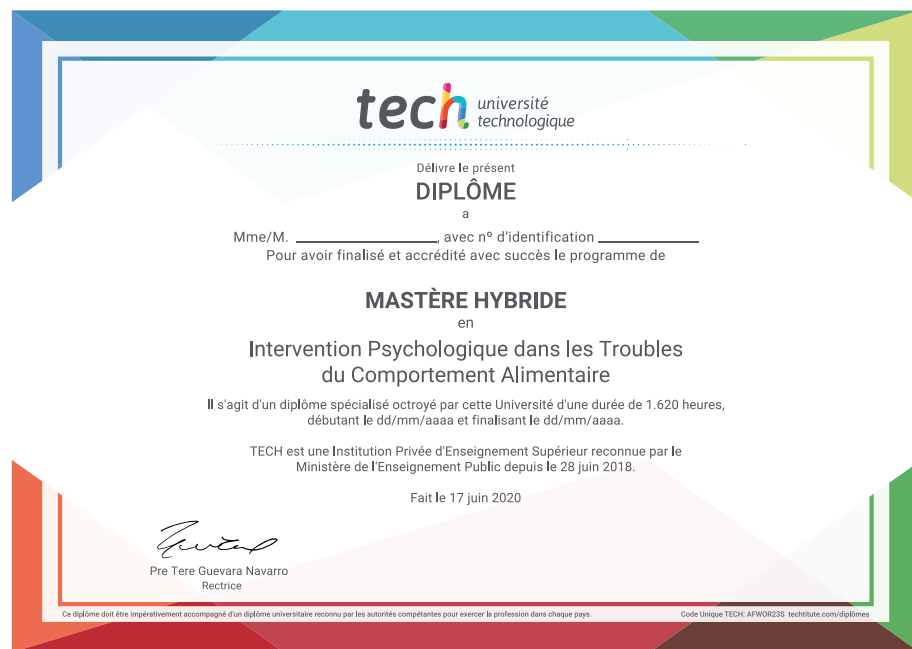 tech université
technologique
Délivre le présent
DIPLÔME
a
Mme/M. ____________________, avec nº d'identification ______________
Pour avoir finalisé et accrédité avec succès le programme de
MASTÈRE HYBRIDE
en
Intervention Psychologique dans les Troubles
du Comportement Alimentaire
Il s'agit d'un diplôme spécialisé octroyé par cette Université d'une durée de 1.620 heures,
débutant le dd/mm/aaaa et finalisant le dd/mm/aaaa.
TECH est une Institution Privée d'Enseignement Supérieur reconnue par le
Ministère de l'Enseignement Public depuis le 28 juin 2018.
Fait le 17 juin 2020
Pre Tere Guevara Navarro
Rectrice
Ce diplôme doit être impérativement accompagné d'un diplôme universitaire reconnu par les autorités compétentes pour exercer la profession dans chaque pays.
Code Unique TECH: AFWOR23S techtitute.com/diplômes